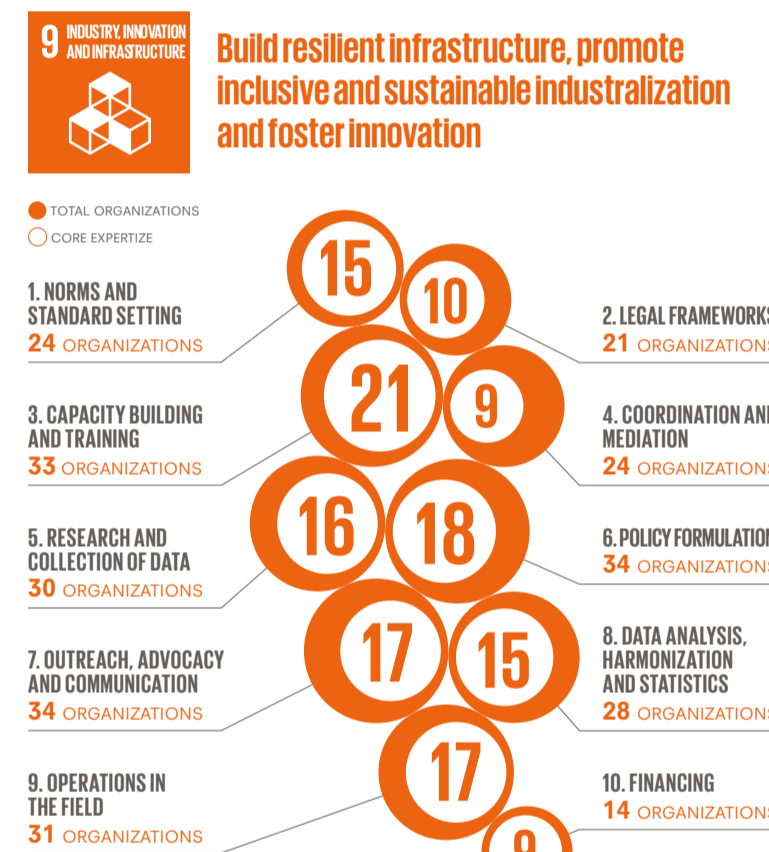 9 INDUSTRY, INNOVATION
AND INFRASTRUCTURE
Build resilient infrastructure, promote
inclusive and sustainable industralization
and foster innovation
TOTAL ORGANIZATIONS
CORE EXPERTIZE
15
10
1. NORMS AND
STANDARD SETTING
24 ORGANIZATIONS
2. LEGAL FRAMEWORKS
21 ORGANIZATIONS
21
9
3. CAPACITY BUILDING
AND TRAINING
33 ORGANIZATIONS
4. COORDINATION AND
MEDIATION
24 ORGANIZATIONS
16
18
5. RESEARCH AND
COLLECTION OF DATA
30 ORGANIZATIONS
6. POLICY FORMULATION
34 ORGANIZATIONS
17
15
7. OUTREACH, ADVOCACY
AND COMMUNICATION
34 ORGANIZATIONS
8. DATA ANALYSIS,
HARMONIZATION
AND STATISTICS
28 ORGANIZATIONS
17
9. OPERATIONS IN
THE FIELD
31 ORGANIZATIONS
10. FINANCING
14 ORGANIZATIONS